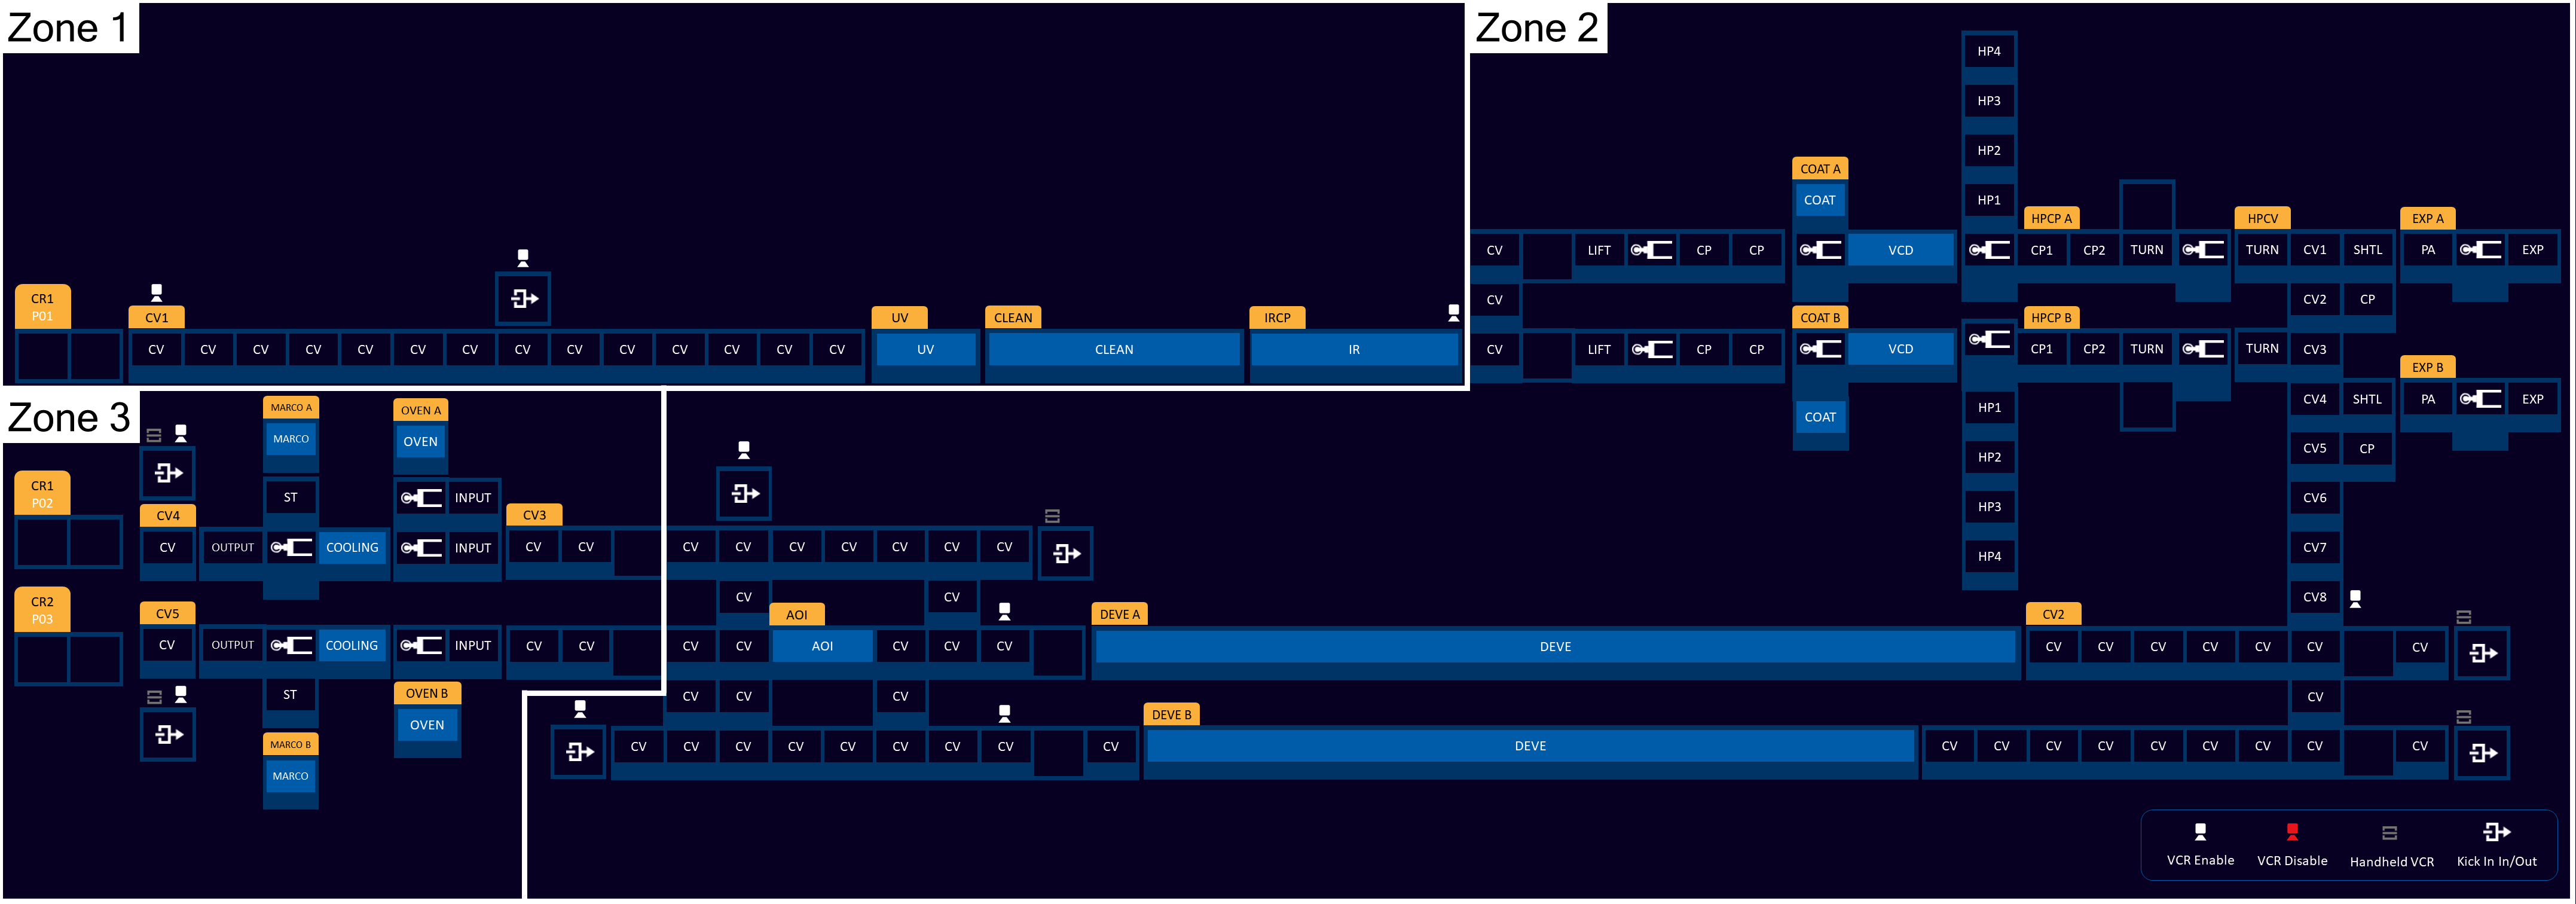 Zone 1
Zone 2
HP4
HP3
HP2
COAT A
COAT HP1
HPCP A HPCV EXP A
CV LIFT CP CP VCD CP1 CP2 TURN TURN CV1 SHTL PA EXP
CR1
P01
CV CV2 CP
CV1 UV CLEAN IRCP COAT B HPCP B
CV CV CV CV CV CV CV CV CV CV CV CV CV CV UV CLEAN IR CV LIFT CP CP VCD CP1 CP2 TURN TURN CV3
EXP B
Zone 3
MARCO A OVEN A
COAT HP1 CV4 SHTL PA EXP
MARCO OVEN
CV5 CP
HP2
CR1
P02
ST INPUT
CV6
HP3
CV4 CV3
CV OUTPUT COOLING INPUT CV CV CV CV CV CV CV CV CV
HP4 CV7
CR2
P03
CV CV CV8
CV5 AOI DEVE A CV2
CV OUTPUT COOLING INPUT CV CV CV CV AOI CV CV CV DEVE CV CV CV CV CV CV CV
ST OVEN B CV CV CV CV
DEVE B
OVEN
MARCO B
CV CV CV CV CV CV CV CV CV DEVE CV CV CV CV CV CV CV CV CV
MARCO
VCR Enable VCR Disable Handheld VCR Kick In In/Out